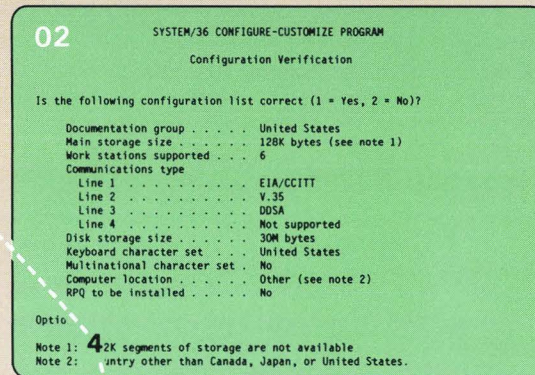 02
SYSTEM/36 CONFIGURE-CUSTOMIZE PROGRAM
Configuration Verification
Is the following configuration list correct (1 = Yes, 2 = No)?
Documentation group . . . . . United States
Main storage size . . . . . . 128K bytes (see note 1)
Work stations supported . . . 6
Communications type
Line 1 . . . . . . . . . . EIA/CCITT
Line 2 . . . . . . . . . . V.35
Line 3 . . . . . . . . . . DDSA
Line 4 . . . . . . . . . . Not supported
Disk storage size . . . . . . 30M bytes
Keyboard character set . . . United States
Multinational character set . No
Computer location . . . . . . Other (see note 2)
RPQ to be installed . . . . . No
Optio
4
Note 1: 2K segments of storage are not available
Note 2: untry other than Canada, Japan, or United States.